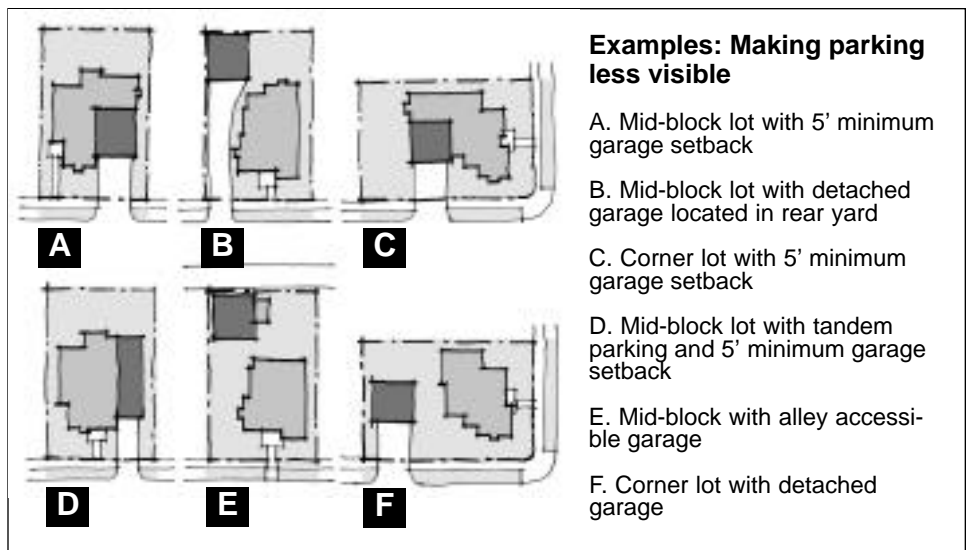 Examples: Making parking
less visible
A. Mid-block lot with 5’ minimum
garage setback
B. Mid-block lot with detached
garage located in rear yard
C. Corner lot with 5’ minimum
garage setback
D. Mid-block lot with tandem
parking and 5’ minimum garage
setback
E. Mid-block with alley accessi-
ble garage
F. Corner lot with detached
garage
A
B
C
D
E
F